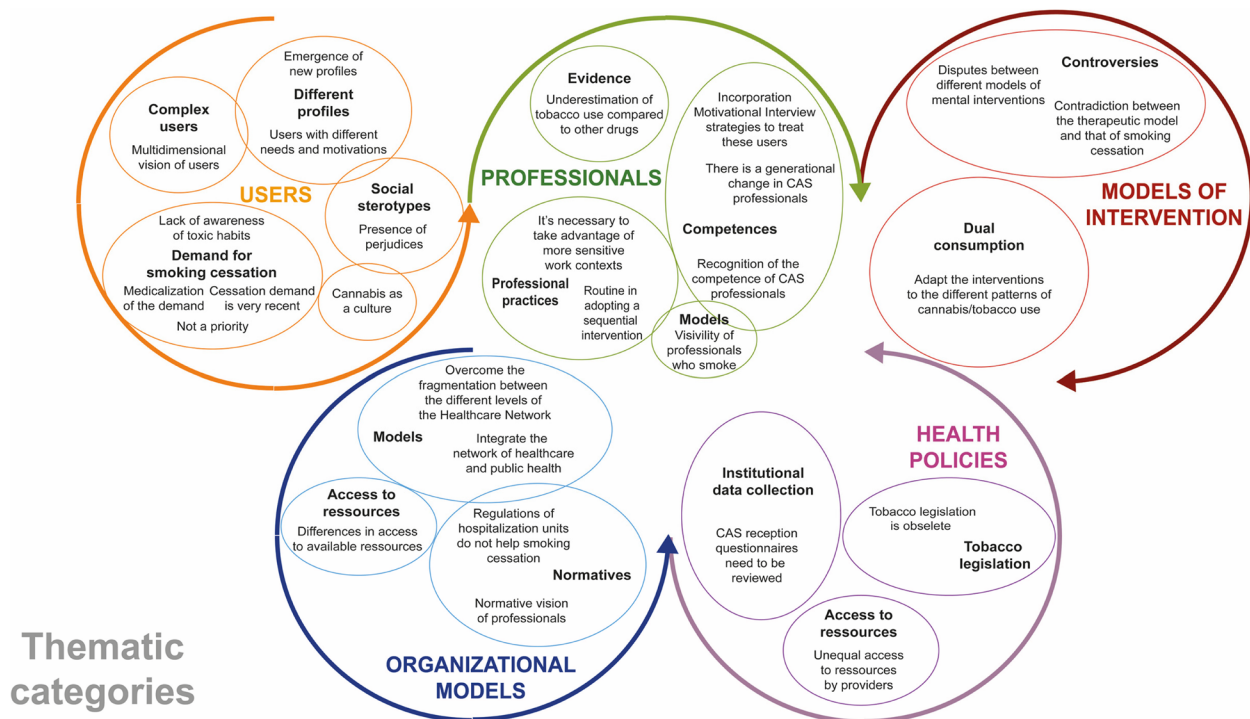 Emergence of
new profiles
Different
profiles
Users with different
needs and motivations
Complex
users
Multidimensional
vision of users
USERS
Social
sterotypes
Presence of
perjudices
Lack of awareness
of toxic habits
Demand for
smoking cessation
Medicalization
of the demand
Cessation demand
is very recent
Not a priority
Cannabis as
a culture
Evidence
Underestimation of
tobacco use compared
to other drugs
PROFESSIONALS
Incorporation
Motivational Interview
strategies to treat
these users
There is a generational
change in CAS
professionals
Competences
Recognition of the
competence of CAS
professionals
It's necessary to
take advantage of
more sensitive
work contexts
Professional
practices
Routine in
adopting a
sequential
intervention
Models
Visivility of
professionals
who smoke
Controversies
Disputes between
different models of
mental interventions
Contradiction between
the therapeutic model
and that of smoking
cessation
MODELS OF
INTERVENTION
Dual
consumption
Adapt the interventions
to the different patterns of
cannabis/tobacco use
Overcome the
fragmentation between
the different levels of
the Healthcare Network
Models
Integrate the
network of healthcare
and public health
Access to
ressources
Differences in access
to available ressources
Regulations of
hospitalization units
do not help smoking
cessation
Normatives
Normative vision
of professionals
ORGANIZATIONAL
MODELS
HEALTH
POLICIES
Institutional
data collection
CAS reception
questionnaires
need to be
reviewed
Tobacco legislation
is obselete
Tobacco
legislation
Access to
ressources
Unequal access
to ressources
by providers
Thematic
categories